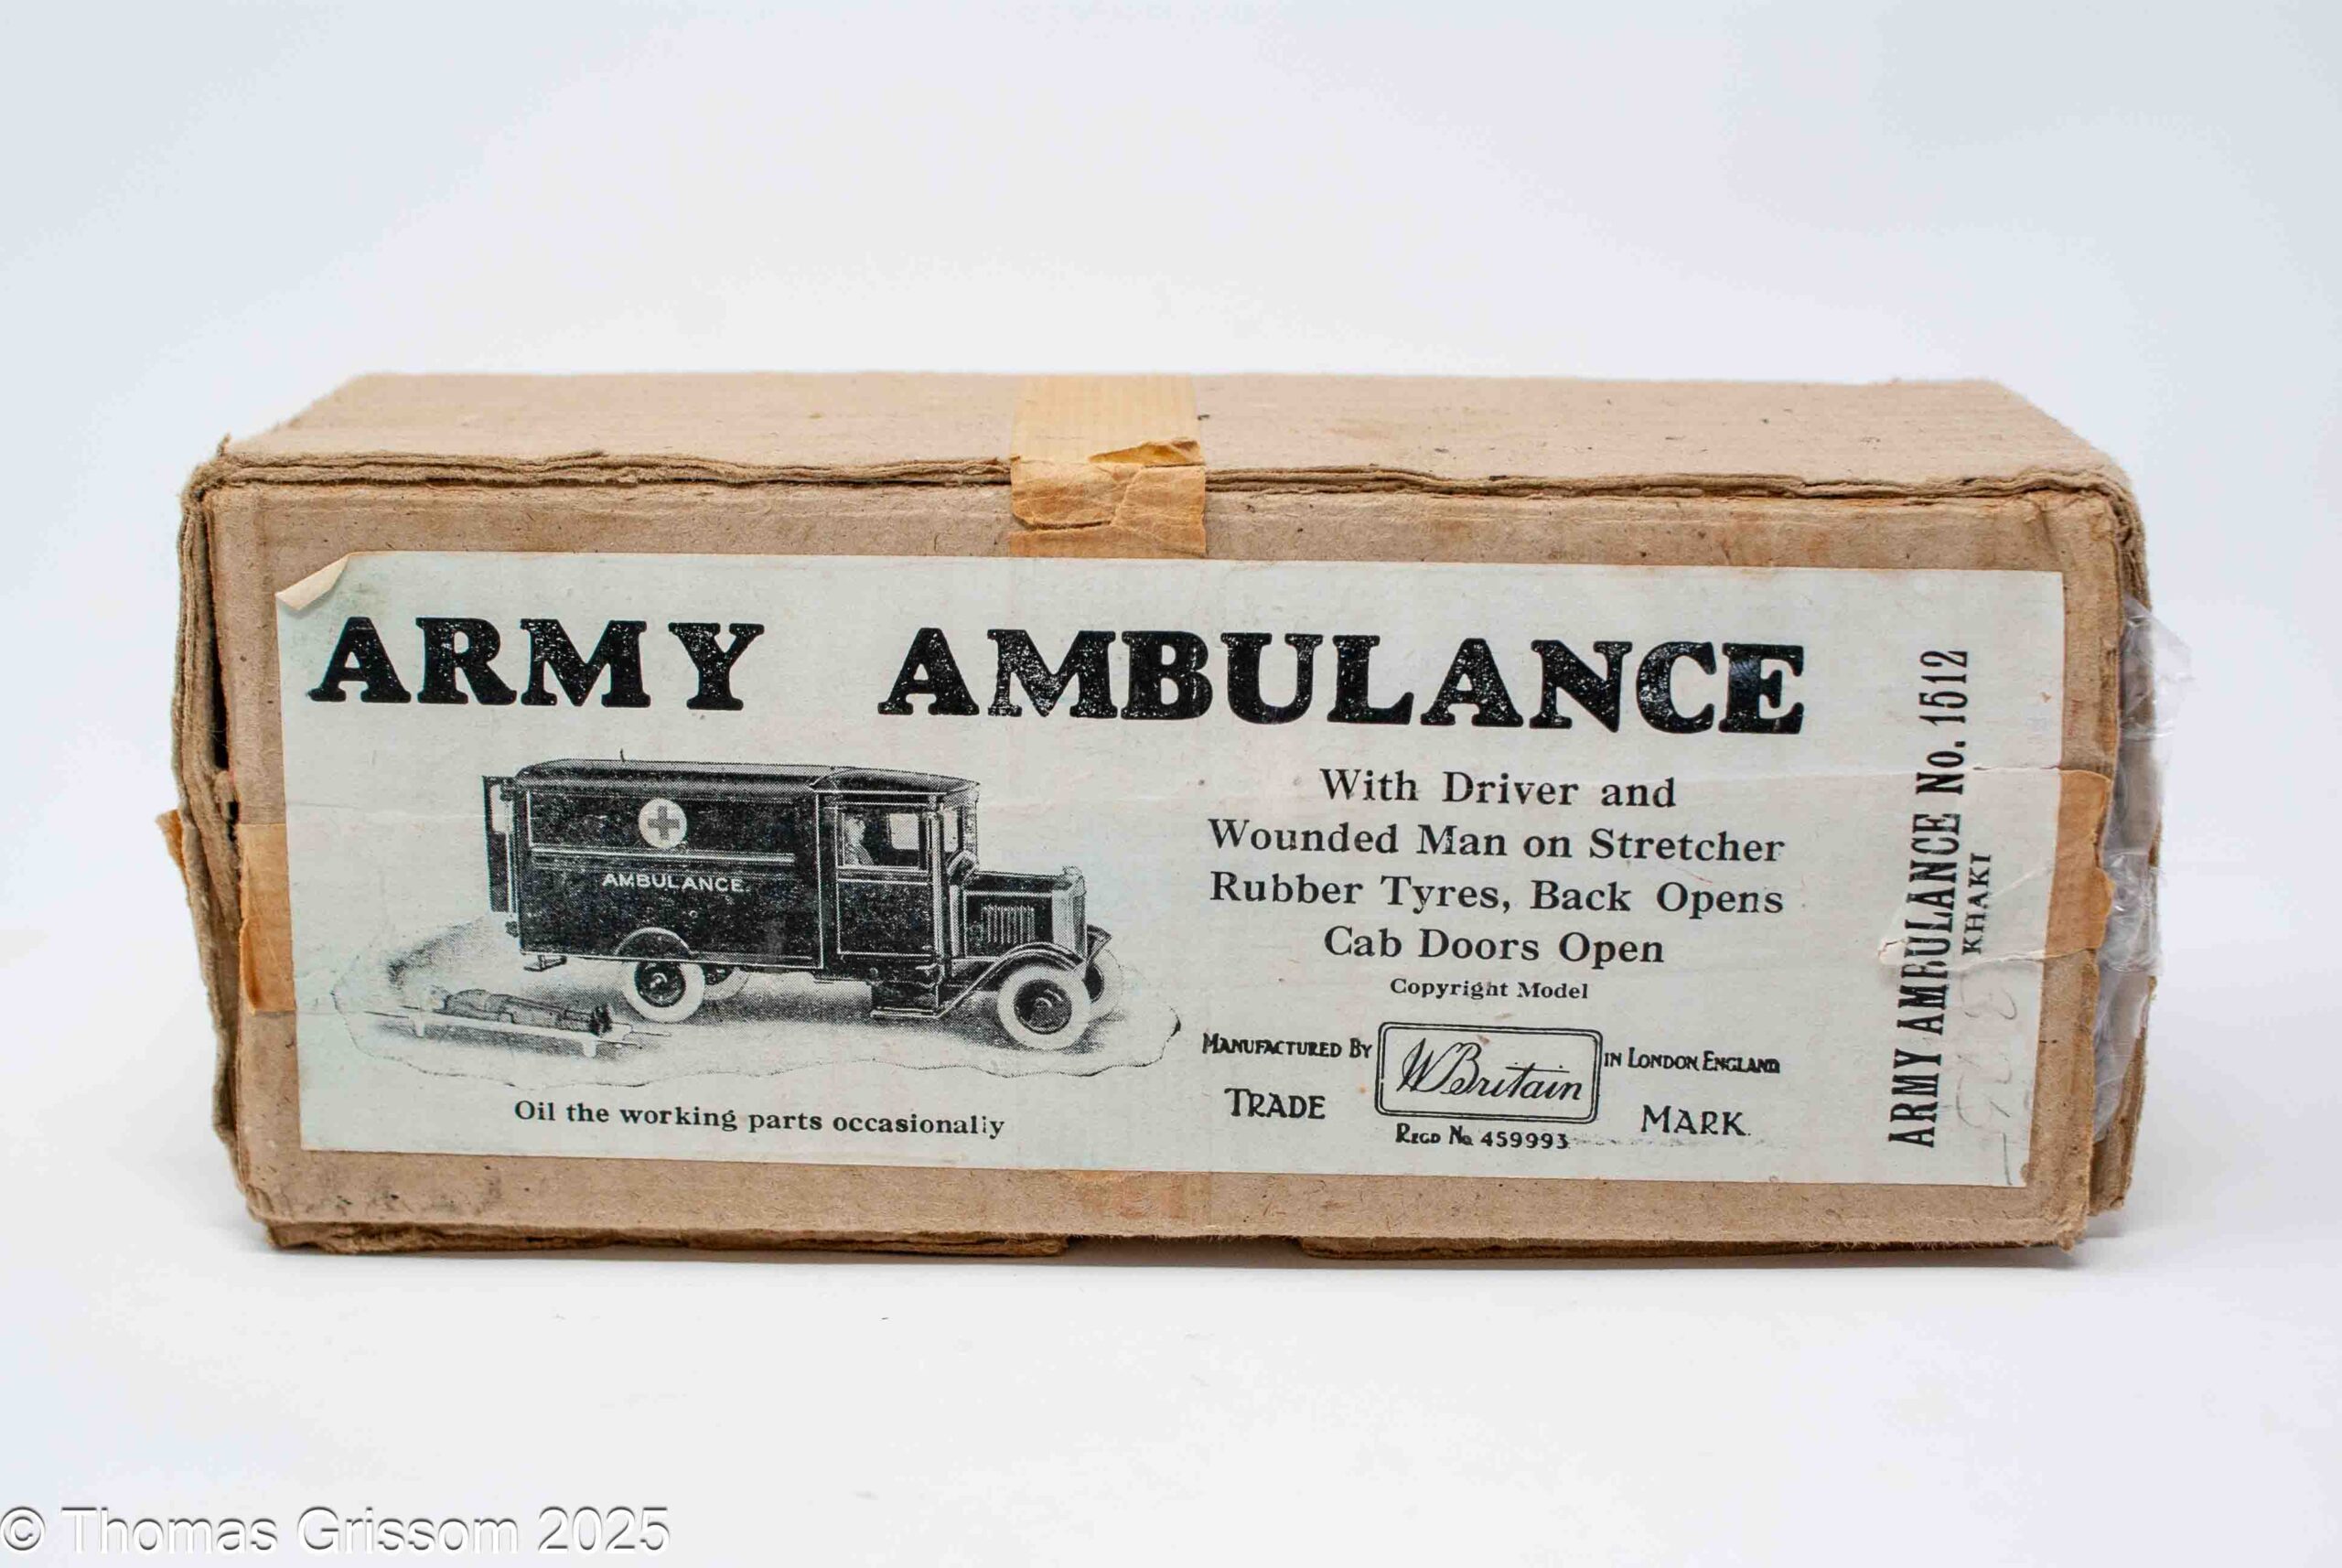 ARMY AMBULANCE
AMBULANCE.
With Driver and
Wounded Man on Stretcher
Rubber Tyres, Back Opens
Cab Doors Open
Copyright Model
MANUFACTURED BY
W Britain
IN LONDON ENGLAND
TRADE
MARK.
REGD No 459993
Oil the working parts occasionally
ARMY AMBULANCE No. 1512
KHAKI
© Thomas Grissom 2025